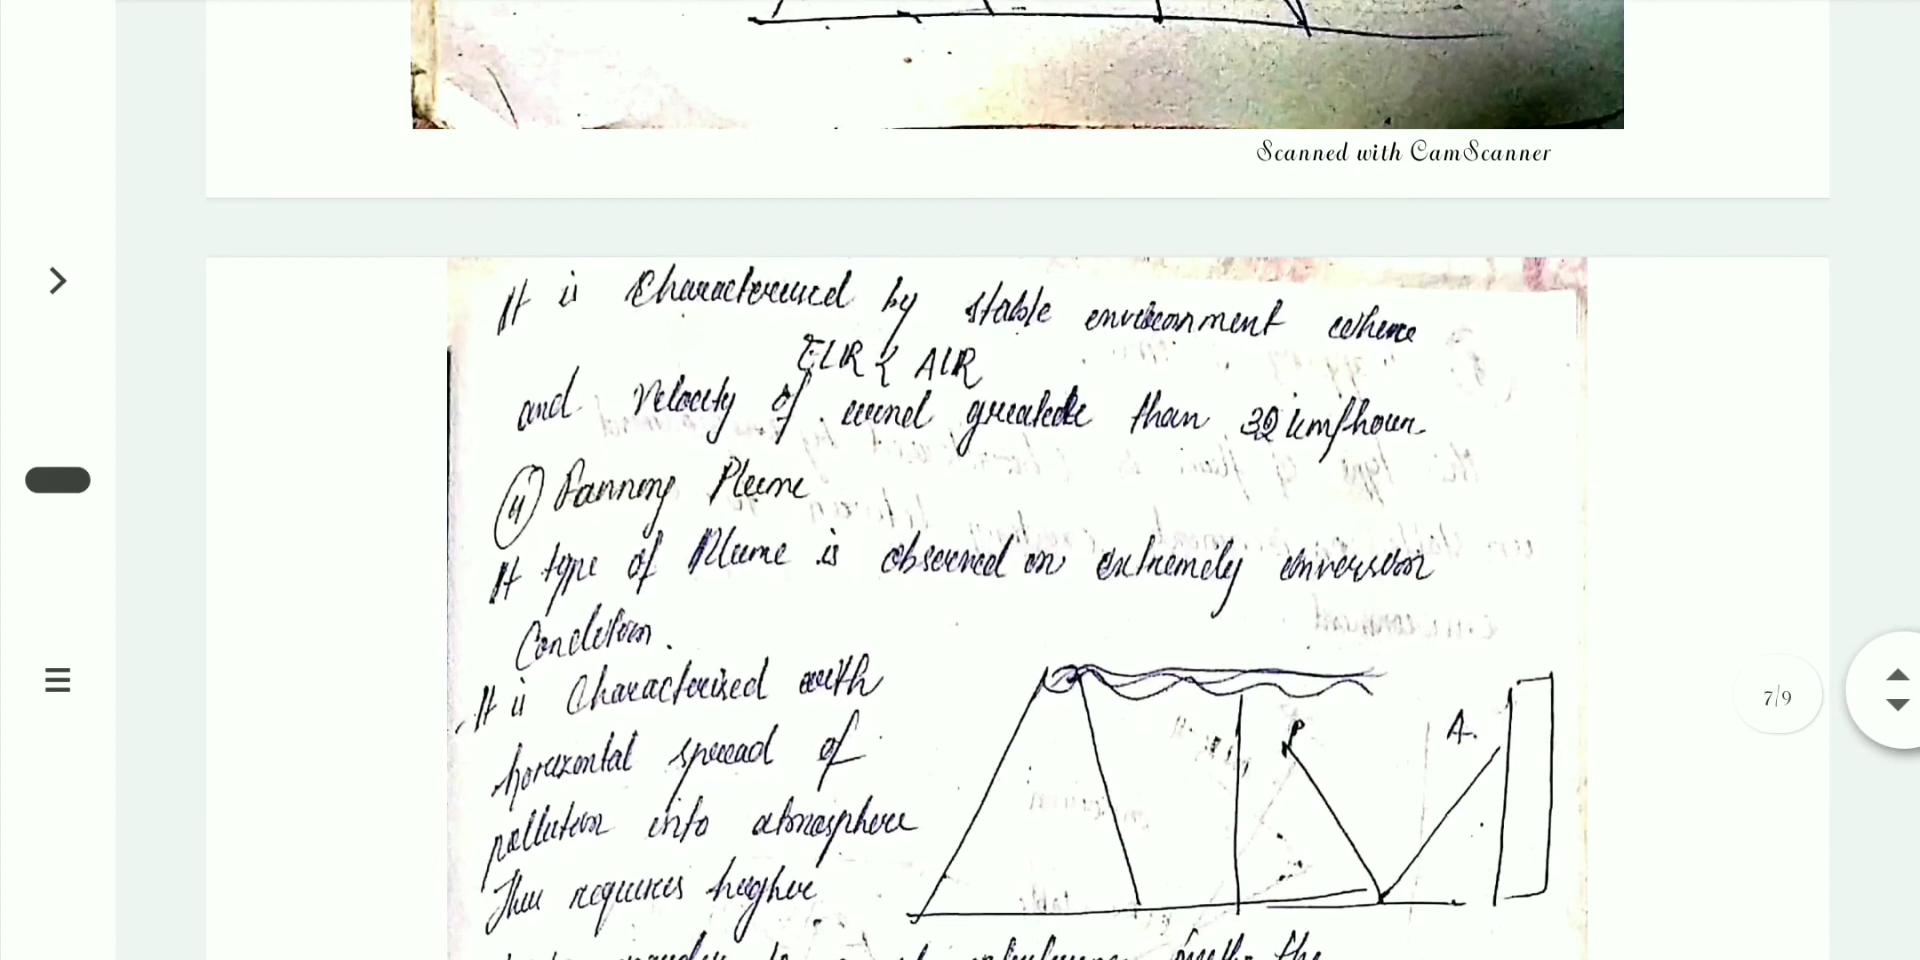 Scanned with CamScanner
It is characterised by stable environment where
ELR < ALR
and velocity of wind greater than 32 km/hour
④ Fanning Plume
It type of Plume is observed in extremely inversion
Condition.
It is Characterised with
horizontal spread of
pollution into atmosphere
P
A.
This requires higher
the
7/9